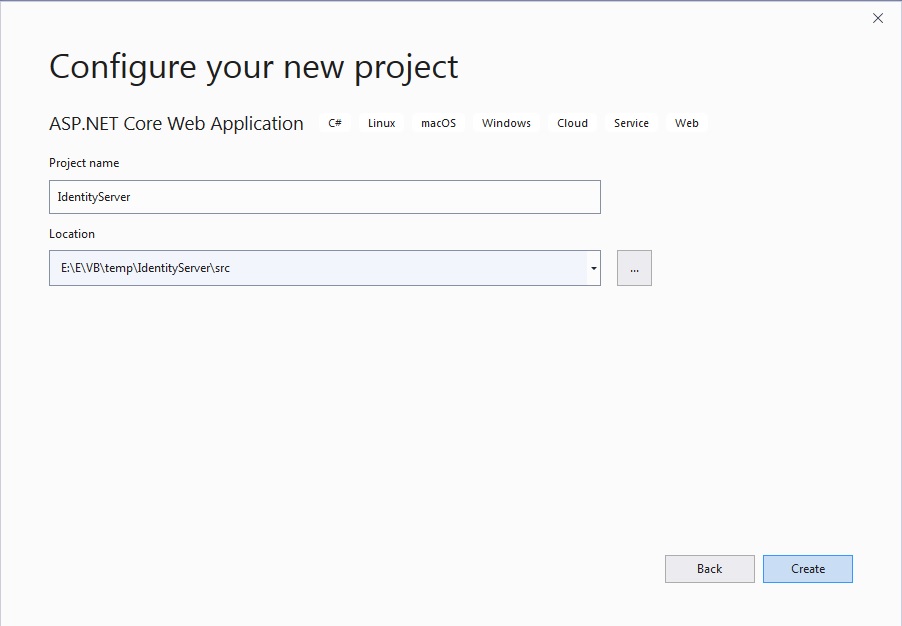 Configure your new project
ASP.NET Core Web Application C# Linux macOS Windows Cloud Service Web
Project name
IdentityServer
Location
E:\E\VB\temp\IdentityServer\src
...
Back Create